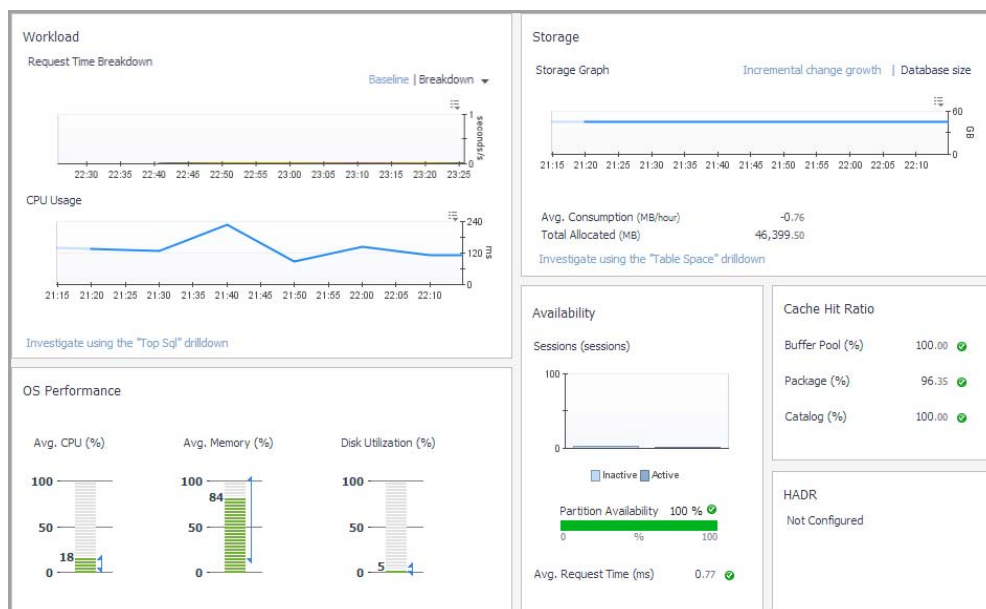 Workload
Request Time Breakdown
Baseline | Breakdown
1
seconds/s
0
22:30 22:35 22:40 22:45 22:50 22:55 23:00 23:05 23:10 23:15 23:20 23:25
CPU Usage
240
120
ms
0
21:15 21:20 21:25 21:30 21:35 21:40 21:45 21:50 21:55 22:00 22:05 22:10
Investigate using the "Top Sql" drilldown
Storage
Storage Graph
Incremental change growth | Database size
60
GB
0
21:15 21:20 21:25 21:30 21:35 21:40 21:45 21:50 21:55 22:00 22:05 22:10
Avg. Consumption (MB/hour) -0.76
Total Allocated (MB) 46,399.50
Investigate using the "Table Space" drilldown
OS Performance
Avg. CPU (%)
100
50
18
0
Avg. Memory (%)
100
84
50
0
Disk Utilization (%)
100
50
5
0
Availability
Sessions (sessions)
100
0
Inactive Active
Partition Availability 100 %
0 % 100
Avg. Request Time (ms) 0.77
Cache Hit Ratio
Buffer Pool (%) 100.00
Package (%) 96.35
Catalog (%) 100.00
HADR
Not Configured